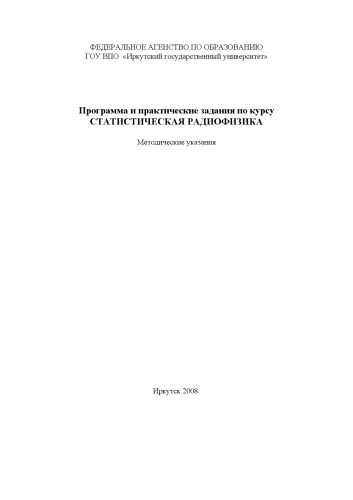 ФЕДЕРАЛЬНОЕ АГЕНСТВО ПО ОБРАЗОВАНИЮ
ГОУ ВПО «Иркутский государственный университет»
Программа и практические задания по курсу
СТАТИСТИЧЕСКАЯ РАДИОФИЗИКА
Методические указания
Иркутск 2008